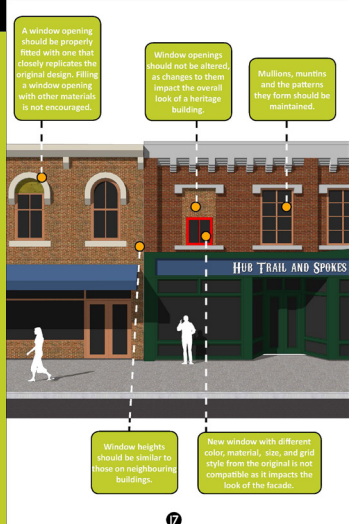 A window opening
should be properly
fitted with one that
closely replicates the
original design. Filling
a window opening
with other materials
is not encouraged.
Window openings
should not be altered,
as changes to them
impact the overall
look of a heritage
building.
Mullions, muntins
and the patterns
they form should be
maintained.
HUB TRAIL AND SPOKES
Window heights
should be similar to
those on neighbouring
buildings.
New window with different
color, material, size, and grid
style from the original is not
compatible as it impacts the
look of the facade.
17